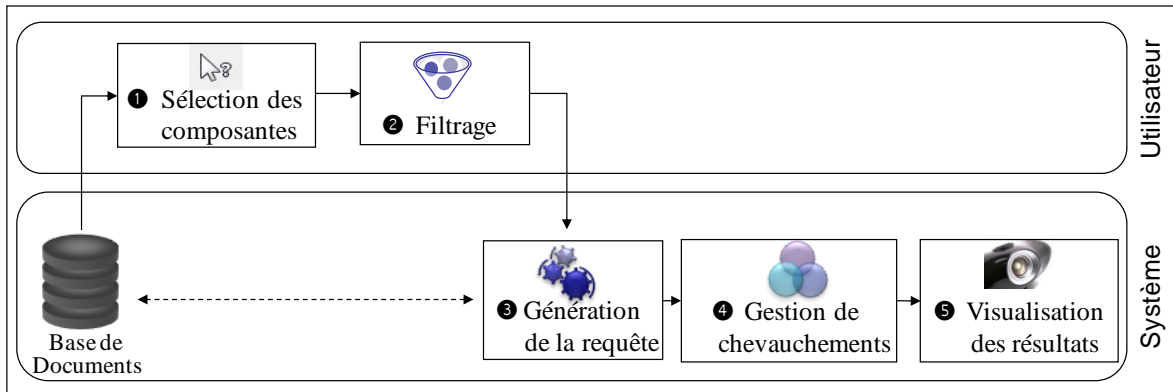 ?
❶ Sélection des
composantes
❷ Filtrage
Utilisateur
Base de
Documents
❸ Génération
de la requête
❹ Gestion de
chevauchements
❺ Visualisation
des résultats
Système